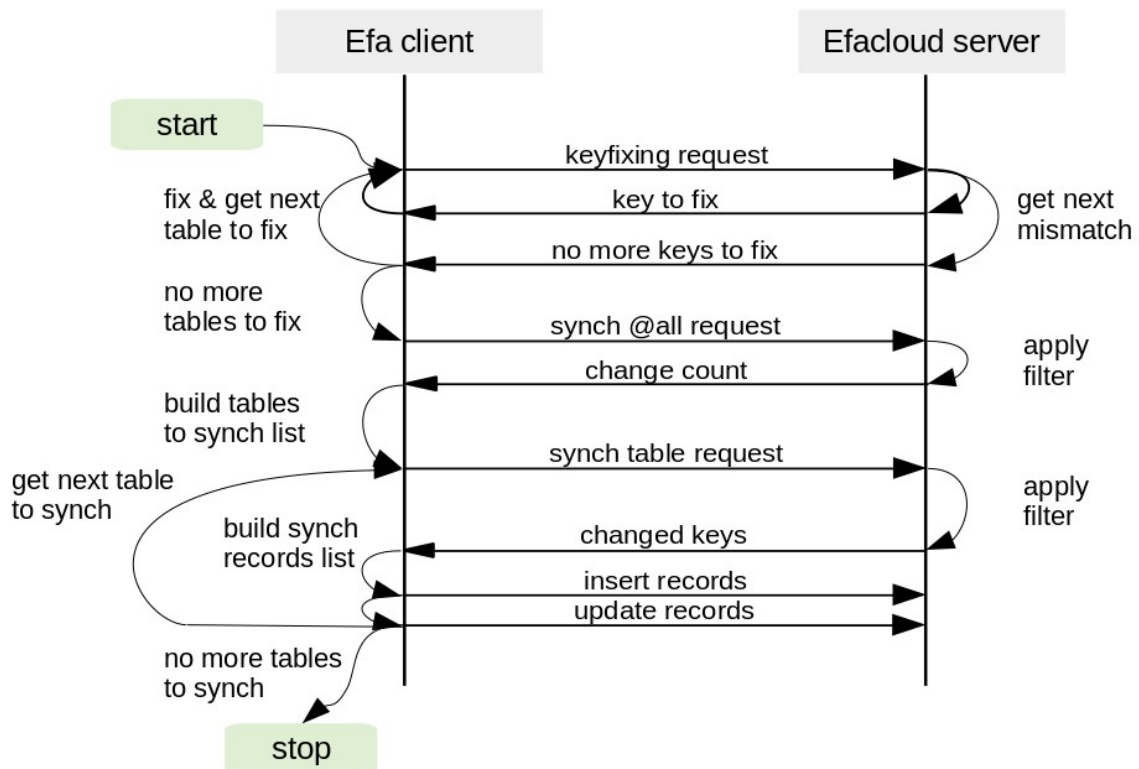 Efa client
Efacloud server
start
keyfixing request
fix & get next
table to fix
key to fix
get next
mismatch
no more keys to fix
no more
tables to fix
synch @all request
apply
filter
change count
build tables
to synch list
synch table request
get next table
to synch
apply
filter
build synch
records list
changed keys
insert records
update records
no more tables
to synch
stop